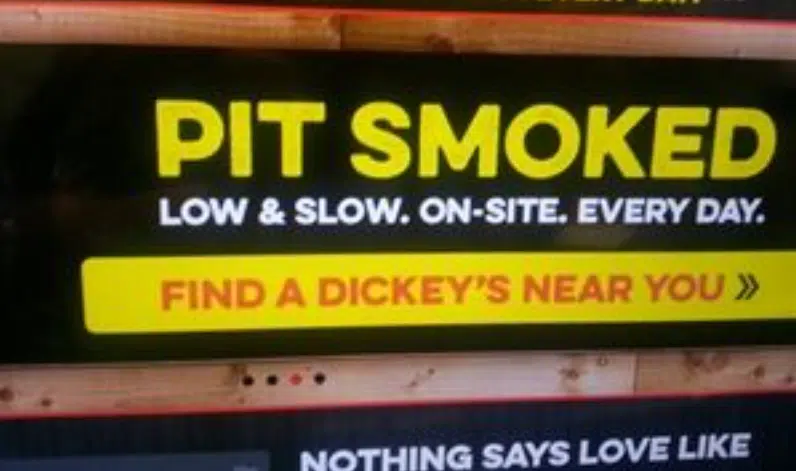 PIT SMOKED
LOW & SLOW. ON-SITE. EVERY DAY.
FIND A DICKEY'S NEAR YOU »
NOTHING SAYS LOVE LIKE